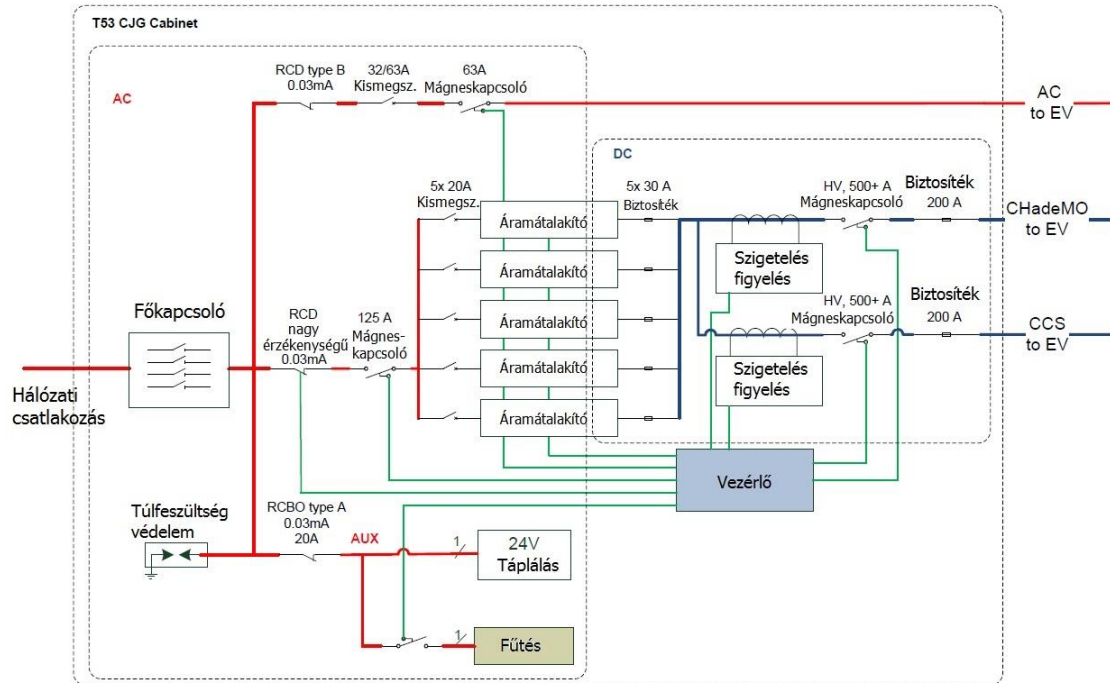 T53 CJG Cabinet
AC
RCD type B
0.03mA
32/63A
Kismegsz.
63A
Mágneskapcsoló
AC
to EV
DC
5x 20A
Kismegsz.
Áramátalakító
Áramátalakító
Áramátalakító
Áramátalakító
Áramátalakító
5x 30 A
Biztosíték
HV, 500+ A
Mágneskapcsoló
Biztosíték
200 A
CHadeMO
to EV
Szigetelés
figyelés
HV, 500+ A
Mágneskapcsoló
Biztosíték
200 A
CCS
to EV
Szigetelés
figyelés
Főkapcsoló
Hálózati
csatlakozás
RCD
nagy
érzékenységű
0.03mA
125 A
Mágnes-
kapcsoló
Vezérlő
Túlfeszültség
védelem
RCBO type A
0.03mA
20A
AUX
1
24V
Táplálás
1
Fűtés